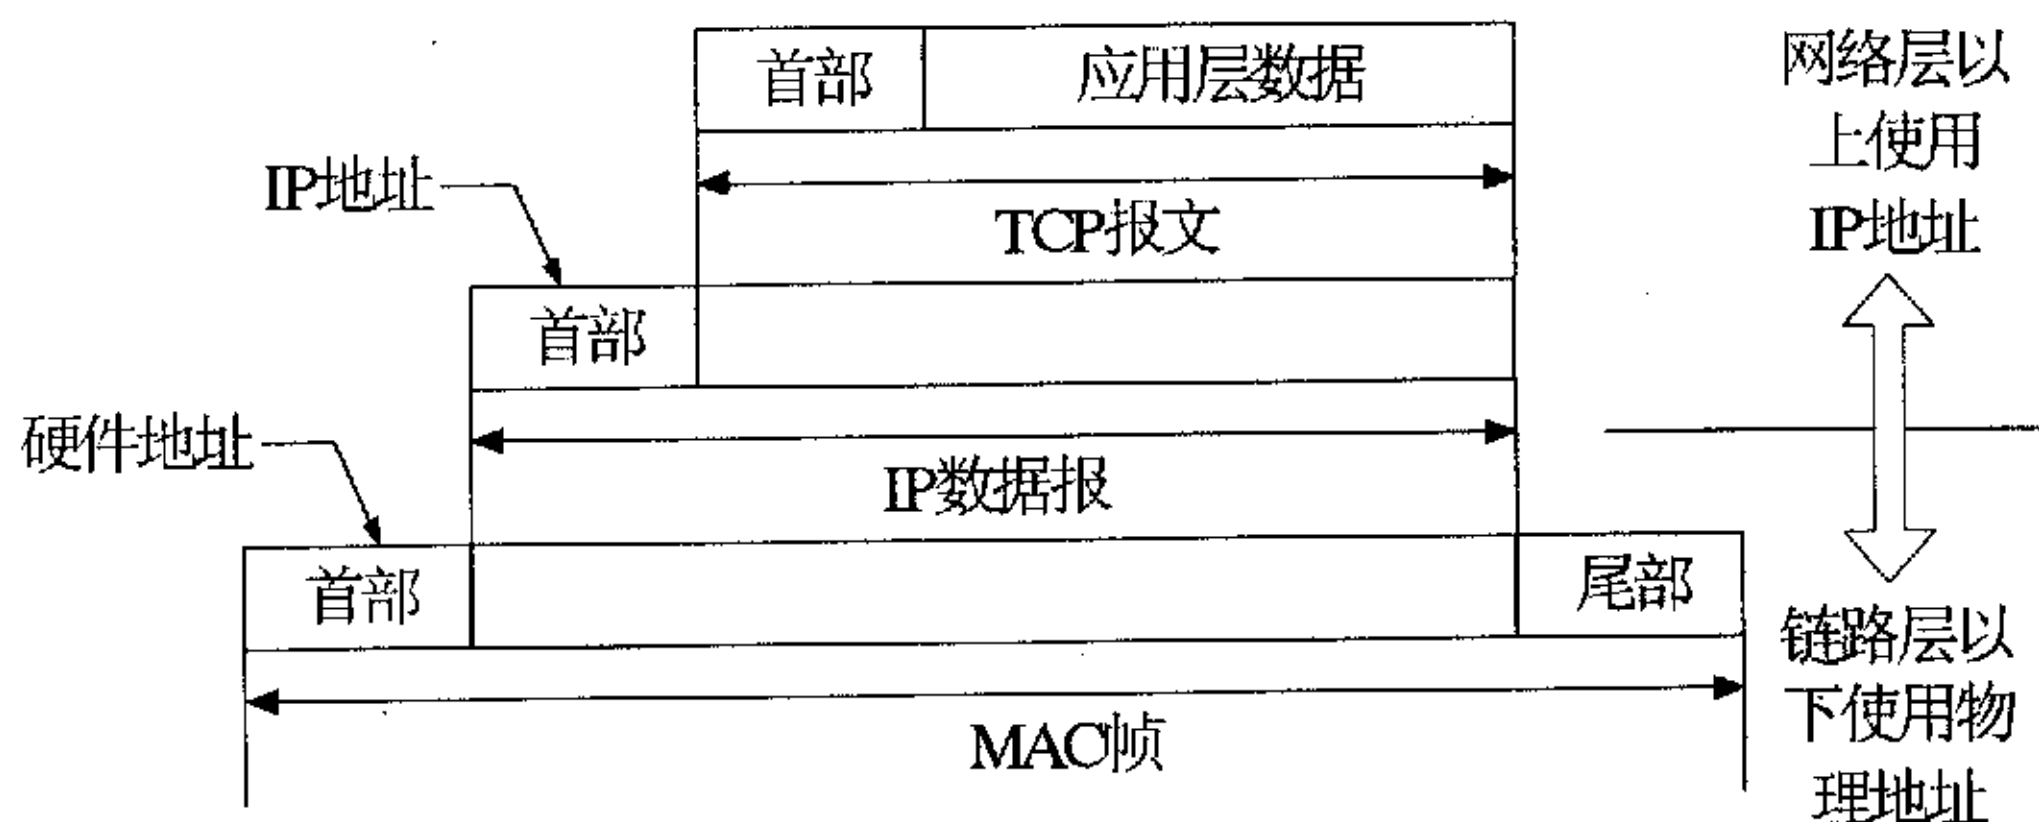 首部
应用层数据
网络层以
上使用
IP地址
IP地址
TCP报文
首部
硬件地址
IP数据报
首部
尾部
链路层以
下使用物
理地址
MAC帧